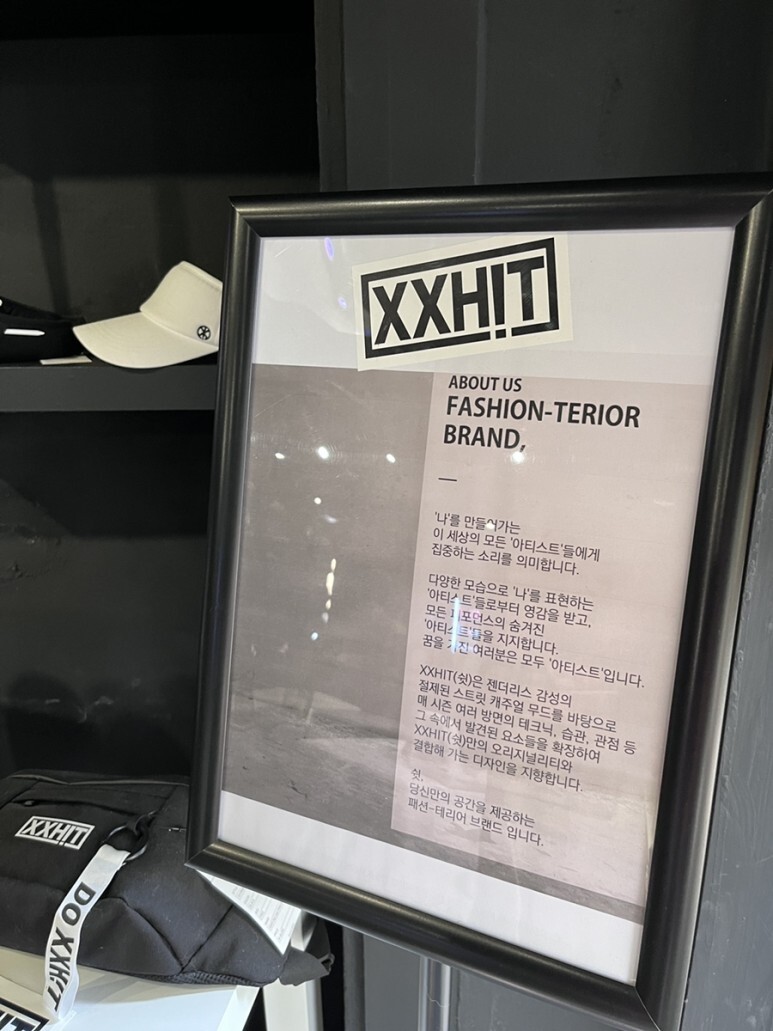 XXH!T
ABOUT US
FASHION-TERIOR
BRAND,
'나'를 만들어가는
이 세상의 모든 '아티스트'들에게
집중하는 소리를 의미합니다.
다양한 모습으로 '나'를 표현하는
'아티스트'들로부터 영감을 받고,
모든 퍼포먼스의 숨겨진
'아티스트'들을 지지합니다.
꿈을 가진 여러분은 모두 '아티스트'입니다.
XXHIT(쉿)은 젠더리스 감성의
절제된 스트릿 캐주얼 무드를 바탕으로
매 시즌 여러 방면의 테크닉, 습관, 관점 등
그 속에서 발견된 요소들을 확장하여
XXHIT(쉿)만의 오리지널리티와
결합해 가는 디자인을 지향합니다.
쉿,
당신만의 공간을 제공하는
패션-테리어 브랜드 입니다.
XXH!T
DO XXH!T